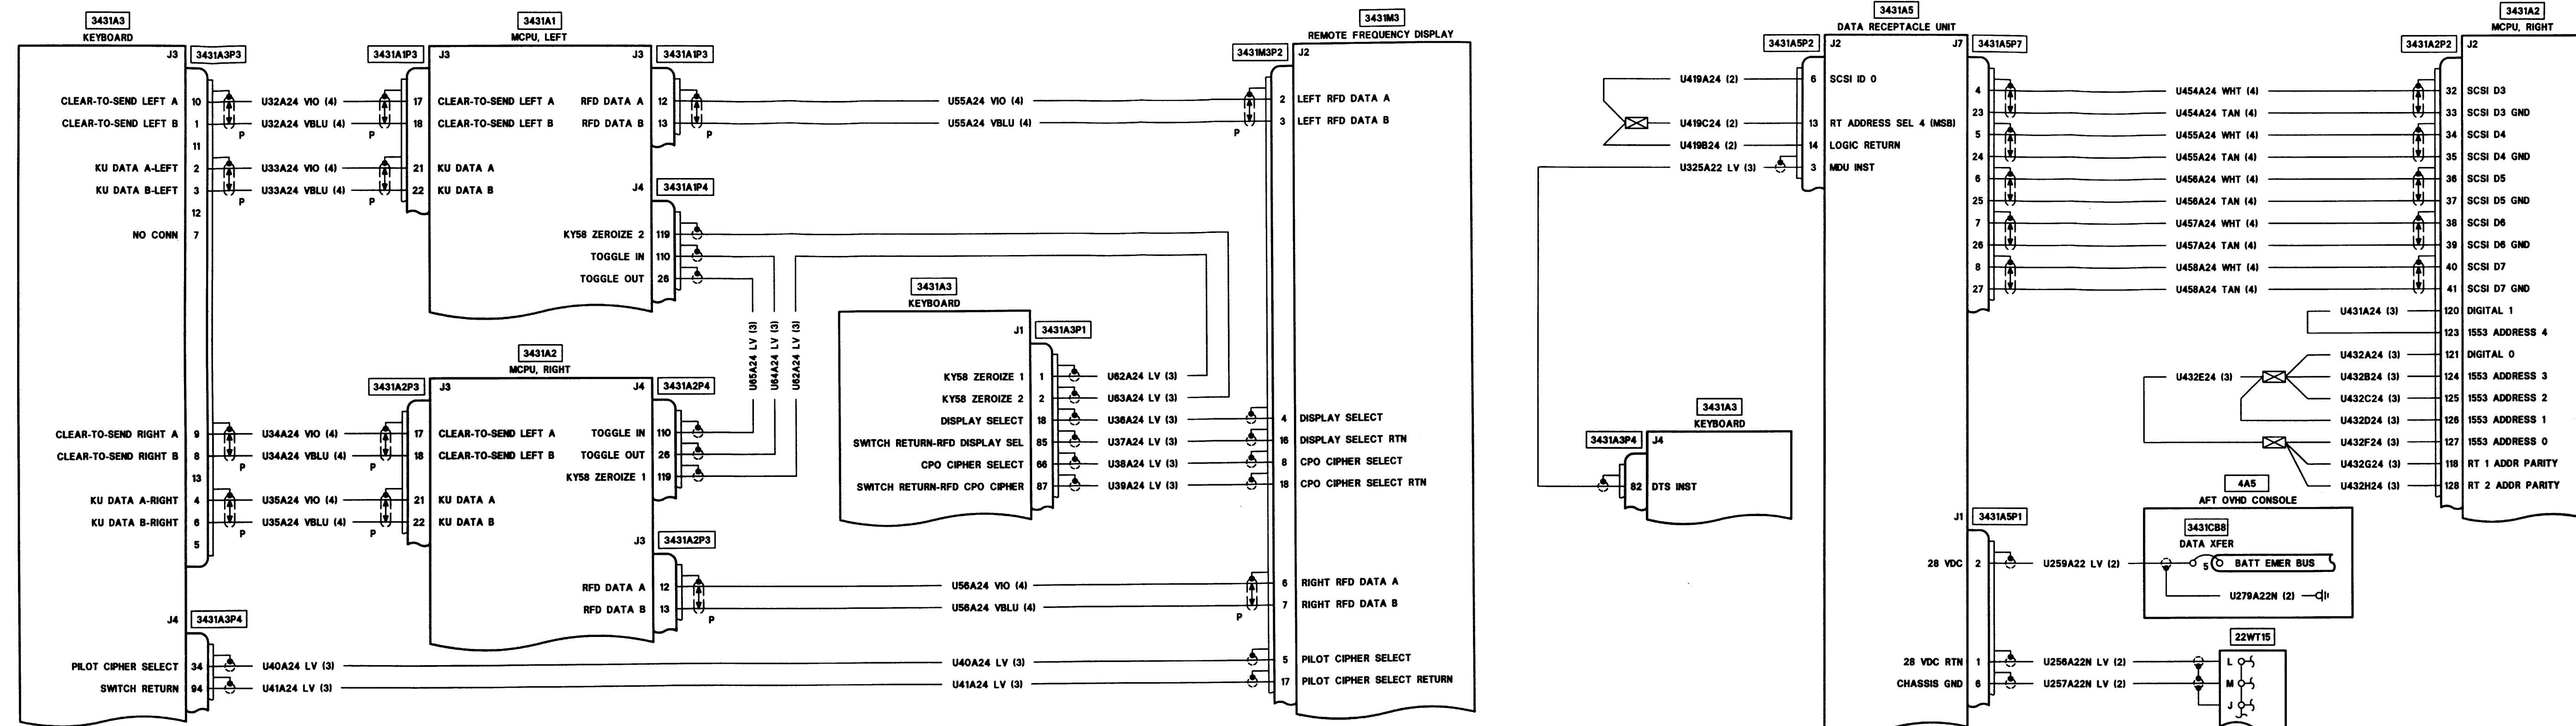 3431A3
KEYBOARD
J3
3431A3P3
CLEAR-TO-SEND LEFT A 10 U32A24 VIO (4)
CLEAR-TO-SEND LEFT B 1 U32A24 VBLU (4)
P
11
KU DATA A-LEFT 2 U33A24 VIO (4)
KU DATA B-LEFT 3 U33A24 VBLU (4)
P
12
NO CONN 7
CLEAR-TO-SEND RIGHT A 9 U34A24 VIO (4)
CLEAR-TO-SEND RIGHT B 8 U34A24 VBLU (4)
P
13
KU DATA A-RIGHT 4 U35A24 VIO (4)
KU DATA B-RIGHT 6 U35A24 VBLU (4)
P
5
J4
3431A3P4
PILOT CIPHER SELECT 34 U40A24 LV (3)
SWITCH RETURN 94 U41A24 LV (3)
3431A1
MCPU, LEFT
3431A1P3
J3
J3
3431A1P3
17 CLEAR-TO-SEND LEFT A
18 CLEAR-TO-SEND LEFT B
P
21 KU DATA A
22 KU DATA B
P
RFD DATA A 12 U55A24 VIO (4)
RFD DATA B 13 U55A24 VBLU (4)
P
J4
3431A1P4
KY58 ZEROIZE 2 119
TOGGLE IN 110
TOGGLE OUT 26
U65A24 LV (3)
U64A24 LV (3)
U62A24 LV (3)
3431A2
MCPU, RIGHT
3431A2P3
J3
J4
3431A2P4
17 CLEAR-TO-SEND LEFT A
18 CLEAR-TO-SEND LEFT B
P
21 KU DATA A
22 KU DATA B
P
TOGGLE IN 110
TOGGLE OUT 26
KY58 ZEROIZE 1 119
J3
3431A2P3
RFD DATA A 12 U56A24 VIO (4)
RFD DATA B 13 U56A24 VBLU (4)
P
3431A3
KEYBOARD
J1
3431A3P1
KY58 ZEROIZE 1 1 U62A24 LV (3)
KY58 ZEROIZE 2 2 U63A24 LV (3)
DISPLAY SELECT 18 U36A24 LV (3)
SWITCH RETURN-RFD DISPLAY SEL 85 U37A24 LV (3)
CPO CIPHER SELECT 66 U38A24 LV (3)
SWITCH RETURN-RFD CPO CIPHER 87 U39A24 LV (3)
3431M3
REMOTE FREQUENCY DISPLAY
3431M3P2
J2
2 LEFT RFD DATA A
3 LEFT RFD DATA B
P
4 DISPLAY SELECT
16 DISPLAY SELECT RTN
8 CPO CIPHER SELECT
18 CPO CIPHER SELECT RTN
6 RIGHT RFD DATA A
7 RIGHT RFD DATA B
P
U40A24 LV (3) 5 PILOT CIPHER SELECT
U41A24 LV (3) 17 PILOT CIPHER SELECT RETURN
3431A5
DATA RECEPTACLE UNIT
3431A5P2
J2
J7
3431A5P7
U419A24 (2) 6 SCSI ID 0
U419C24 (2) 13 RT ADDRESS SEL 4 (MSB)
U419B24 (2) 14 LOGIC RETURN
U325A22 LV (3) 3 MDU INST
3431A3
KEYBOARD
3431A3P4
J4
82 DTS INST
3431A2
MCPU, RIGHT
3431A2P2
J2
4 U454A24 WHT (4) 32 SCSI D3
23 U454A24 TAN (4) 33 SCSI D3 GND
5 U455A24 WHT (4) 34 SCSI D4
24 U455A24 TAN (4) 35 SCSI D4 GND
6 U456A24 WHT (4) 36 SCSI D5
25 U456A24 TAN (4) 37 SCSI D5 GND
7 U457A24 WHT (4) 38 SCSI D6
26 U457A24 TAN (4) 39 SCSI D6 GND
8 U458A24 WHT (4) 40 SCSI D7
27 U458A24 TAN (4) 41 SCSI D7 GND
U431A24 (3) 120 DIGITAL 1
123 1553 ADDRESS 4
U432A24 (3) 121 DIGITAL 0
U432E24 (3) U432B24 (3) 124 1553 ADDRESS 3
U432C24 (3) 125 1553 ADDRESS 2
U432D24 (3) 126 1553 ADDRESS 1
U432F24 (3) 127 1553 ADDRESS 0
U432G24 (3) 118 RT 1 ADDR PARITY
U432H24 (3) 128 RT 2 ADDR PARITY
4A5
AFT OVHD CONSOLE
3431CB8
DATA XFER
5 BATT EMER BUS
U279A22N (2)
J1
3431A5P1
28 VDC 2 U259A22 LV (2)
28 VDC RTN 1 U256A22N LV (2)
CHASSIS GND 6 U257A22N LV (2)
22WT15
L
M
J